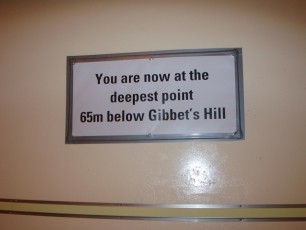 You are now at the
deepest point
65m below Gibbet's Hill